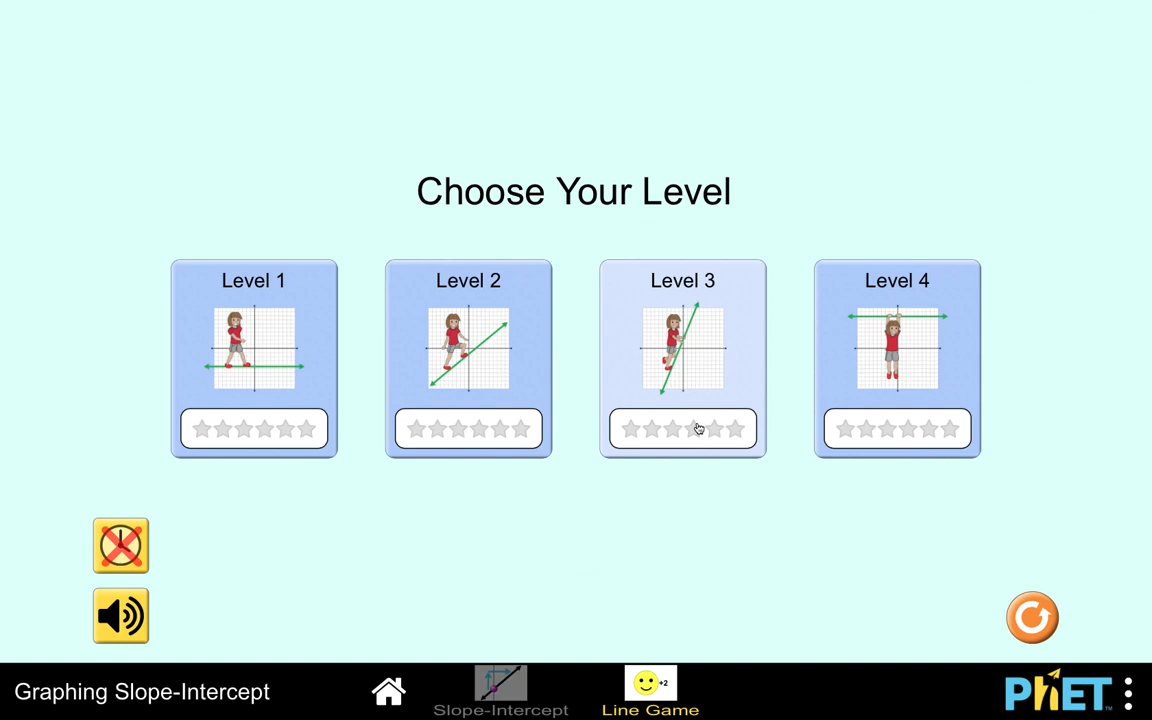 Choose Your Level
Level 1
Level 2
Level 3
Level 4
Graphing Slope-Intercept
Slope-Intercept
+2
Line Game
PhET